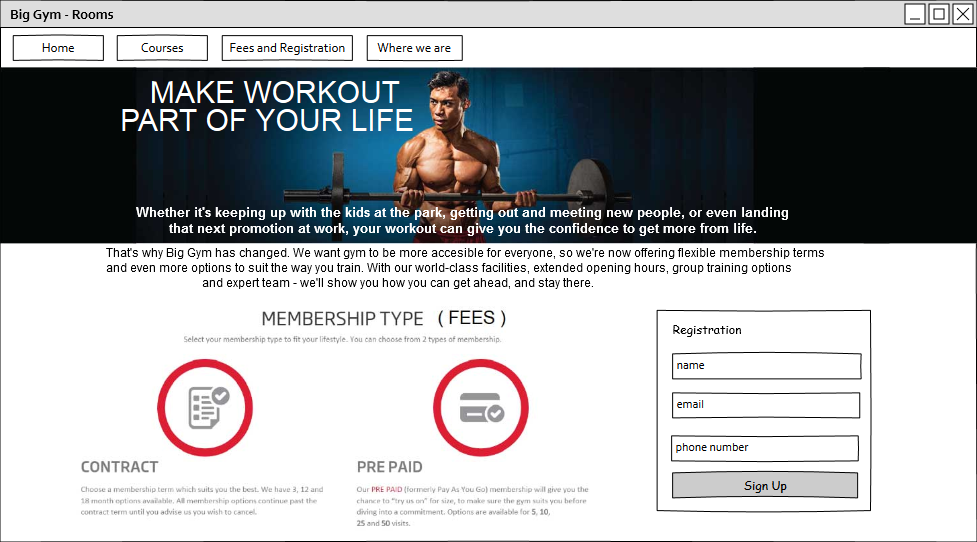 Big Gym - Rooms
Home
Courses
Fees and Registration
Where we are
MAKE WORKOUT
PART OF YOUR LIFE
Whether it's keeping up with the kids at the park, getting out and meeting new people, or even landing
that next promotion at work, your workout can give you the confidence to get more from life.
That's why Big Gym has changed. We want gym to be more accesible for everyone, so we're now offering flexible membership terms
and even more options to suit the way you train. With our world-class facilities, extended opening hours, group training options
and expert team - we'll show you how you can get ahead, and stay there.
MEMBERSHIP TYPE ( FEES )
Select your membership type to fit your lifestyle. You can choose from 2 types of membership.
CONTRACT
Choose a membership term which suits you the best. We have 3, 12 and
18 month options available. All membership options continue past the
contract term until you advise us you wish to cancel.
PRE PAID
Our PRE PAID (formerly Pay As You Go) membership will give you the
chance to "try us on" for size, to make sure the gym suits you before
diving into a commitment. Options are available for 5, 10,
25 and 50 visits.
Registration
name
email
phone number
Sign Up